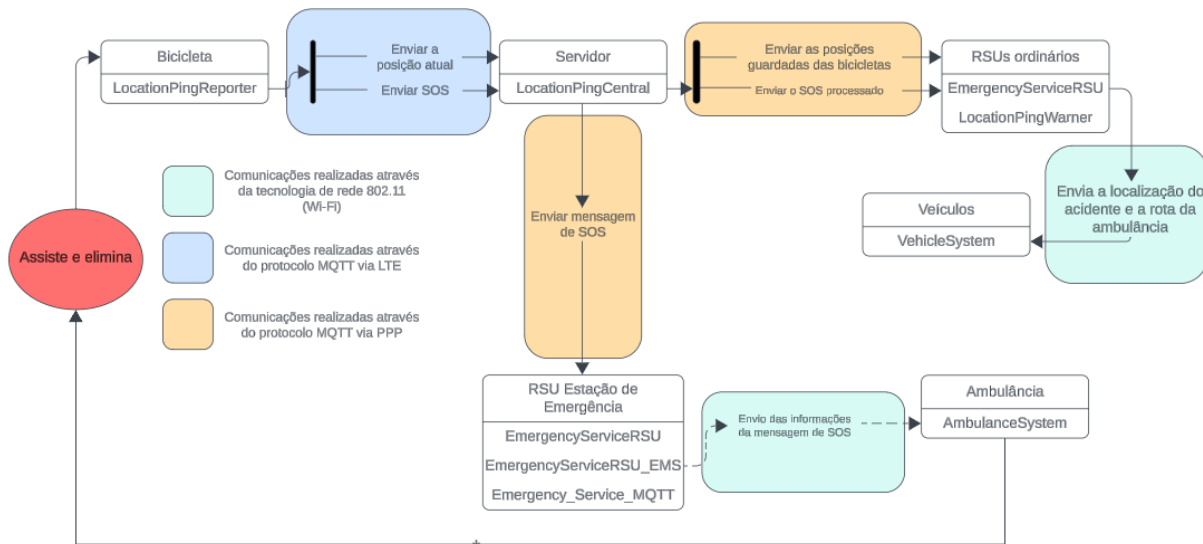 Bicicleta
LocationPingReporter
Enviar a
posição atual
Enviar SOS
Servidor
LocationPingCentral
Enviar as posições
guardadas das bicicletas
Enviar o SOS processado
RSUs ordinários
EmergencyServiceRSU
LocationPingWarner
Comunicações realizadas através
da tecnologia de rede 802.11
(Wi-Fi)
Comunicações realizadas através
do protocolo MQTT via LTE
Comunicações realizadas através
do protocolo MQTT via PPP
Assiste e elimina
Enviar mensagem
de SOS
Veículos
VehicleSystem
Envia a localização do
acidente e a rota da
ambulância
RSU Estação de
Emergência
EmergencyServiceRSU
EmergencyServiceRSU_EMS
Emergency_Service_MQTT
Envio das informações
da mensagem de SOS
Ambulância
AmbulanceSystem